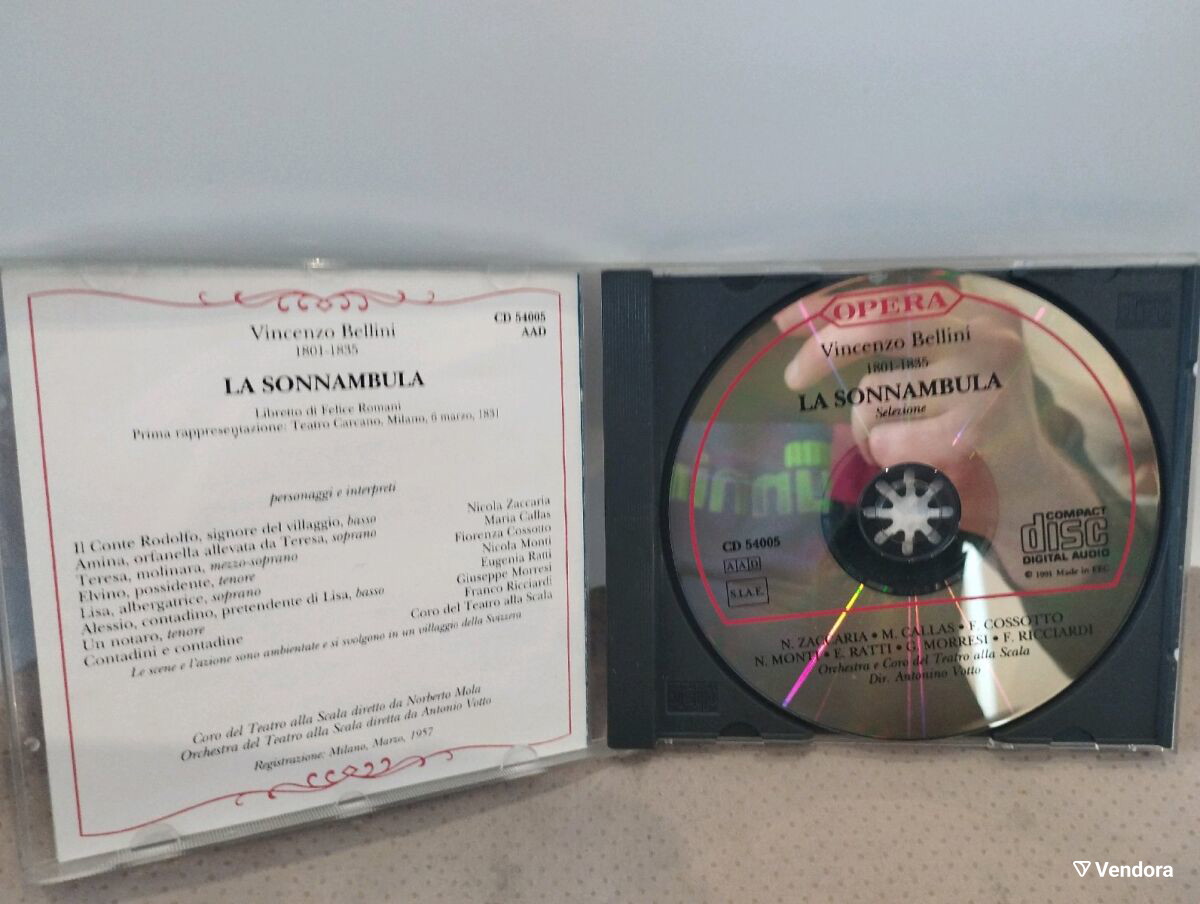 Vincenzo Bellini
1801-1835
CD 54005
AAD
LA SONNAMBULA
Libretto di Felice Romani
Prima rappresentazione: Teatro Carcano, Milano, 6 marzo, 1831
personaggi e interpreti
Il Conte Rodolfo, signore del villaggio, basso Nicola Zaccaria
Amina, orfanella allevata da Teresa, soprano Maria Callas
Teresa, molinara, mezzo-soprano Fiorenza Cossotto
Elvino, possidente, tenore Nicola Monti
Lisa, albergatrice, soprano Eugenia Ratti
Alessio, contadino, pretendente di Lisa, basso Giuseppe Morresi
Un notaro, tenore Franco Ricciardi
Contadini e contadine Coro del Teatro alla Scala
Le scene e l'azione sono ambientate e si svolgono in un villaggio della Svizzera
Coro del Teatro alla Scala diretto da Norberto Mola
Orchestra del Teatro alla Scala diretta da Antonio Votto
Registrazione: Milano, Marzo, 1957
OPERA
Vincenzo Bellini
1801-1835
LA SONNAMBULA
Selezione
CD 54005
AAD
S.I.A.E.
COMPACT
disc
DIGITAL AUDIO
© 1991 Made in EEC
N. ZACCARIA • M. CALLAS • F. COSSOTTO
N. MONTI • E. RATTI • G. MORRESI • F. RICCIARDI
Orchestra e Coro del Teatro alla Scala
Dir. Antonino Votto
Vendora